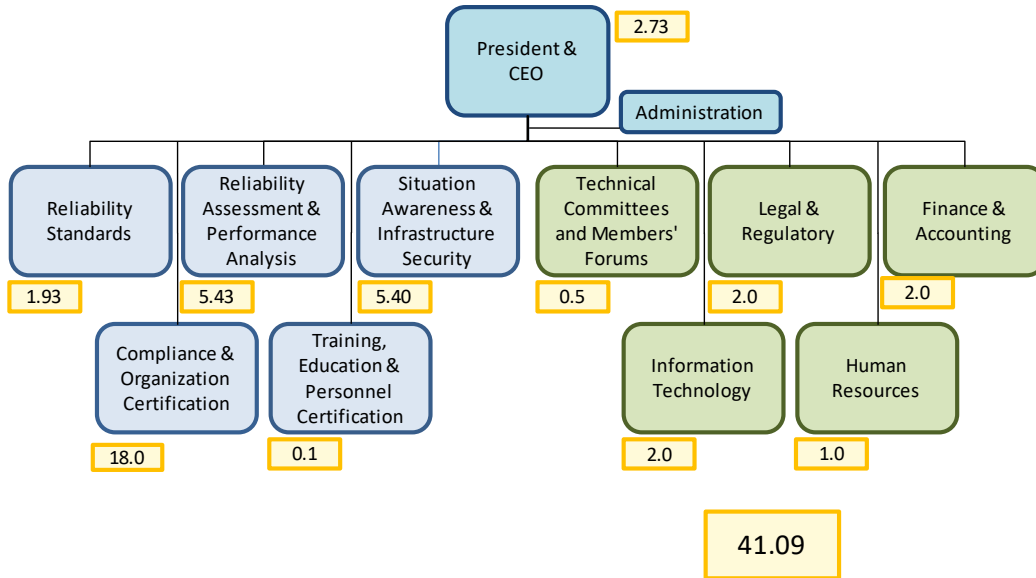 President &
CEO
2.73
Administration
Reliability
Standards
1.93
Reliability
Assessment &
Performance
Analysis
5.43
Situation
Awareness &
Infrastructure
Security
5.40
Technical
Committees
and Members'
Forums
0.5
Legal &
Regulatory
2.0
Finance &
Accounting
2.0
Compliance &
Organization
Certification
18.0
Training,
Education &
Personnel
Certification
0.1
Information
Technology
2.0
Human
Resources
1.0
41.09